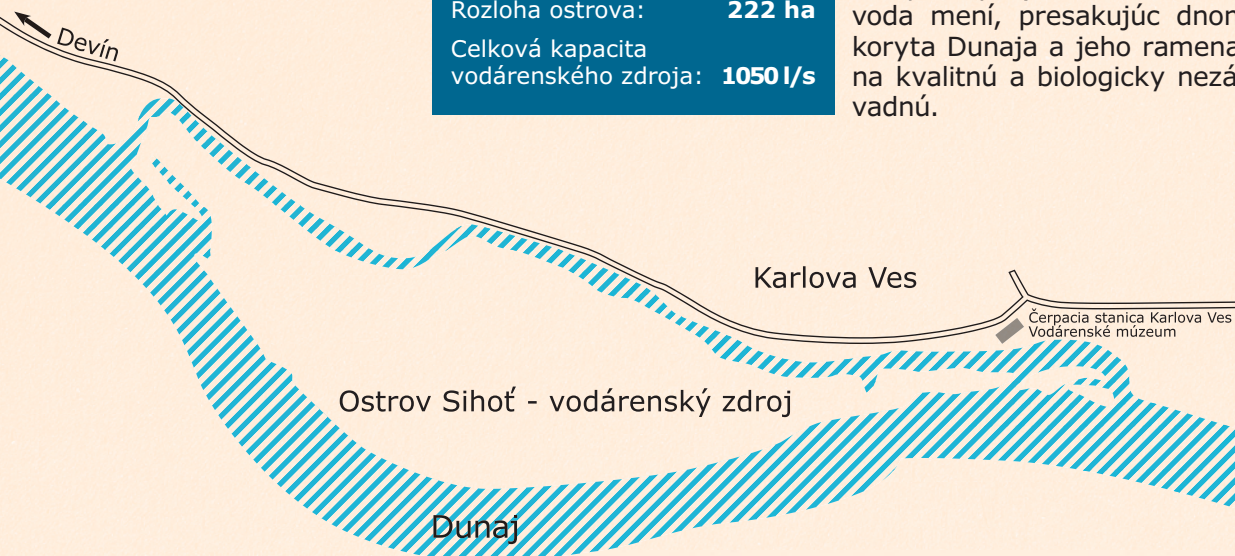 Rozloha ostrova: 222 ha
Celková kapacita
vodárenského zdroja: 1050 l/s
voda mení, presakujúc dnom
koryta Dunaja a jeho ramena
na kvalitnú a biologicky nezá
vadnú.
Devín
Karlova Ves
Čerpacia stanica Karlova Ves
Vodárenské múzeum
Ostrov Sihoť - vodárenský zdroj
Dunaj